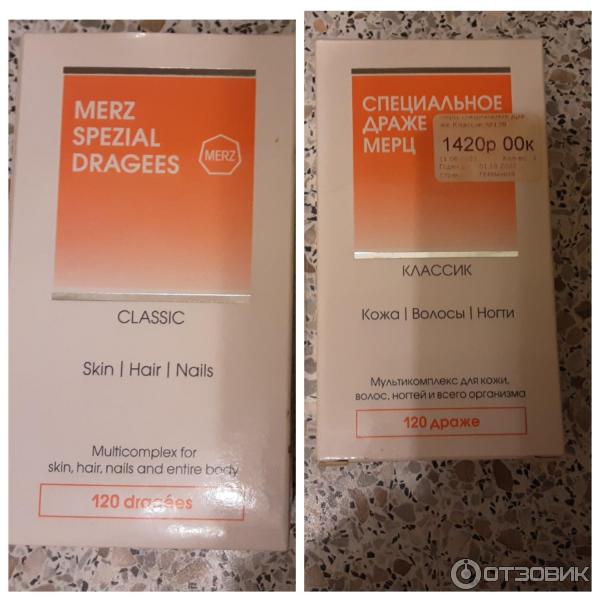 MERZ
SPEZIAL
DRAGEES
MERZ
CLASSIC
Skin | Hair | Nails
Multicomplex for
skin, hair, nails and entire body
120 dragées
СПЕЦИАЛЬНОЕ
ДРАЖЕ
МЕРЦ
1420р 00к
КЛАССИК
Кожа | Волосы | Ногти
Мультикомплекс для кожи,
волос, ногтей и всего организма
120 драже
ОТЗОВИК